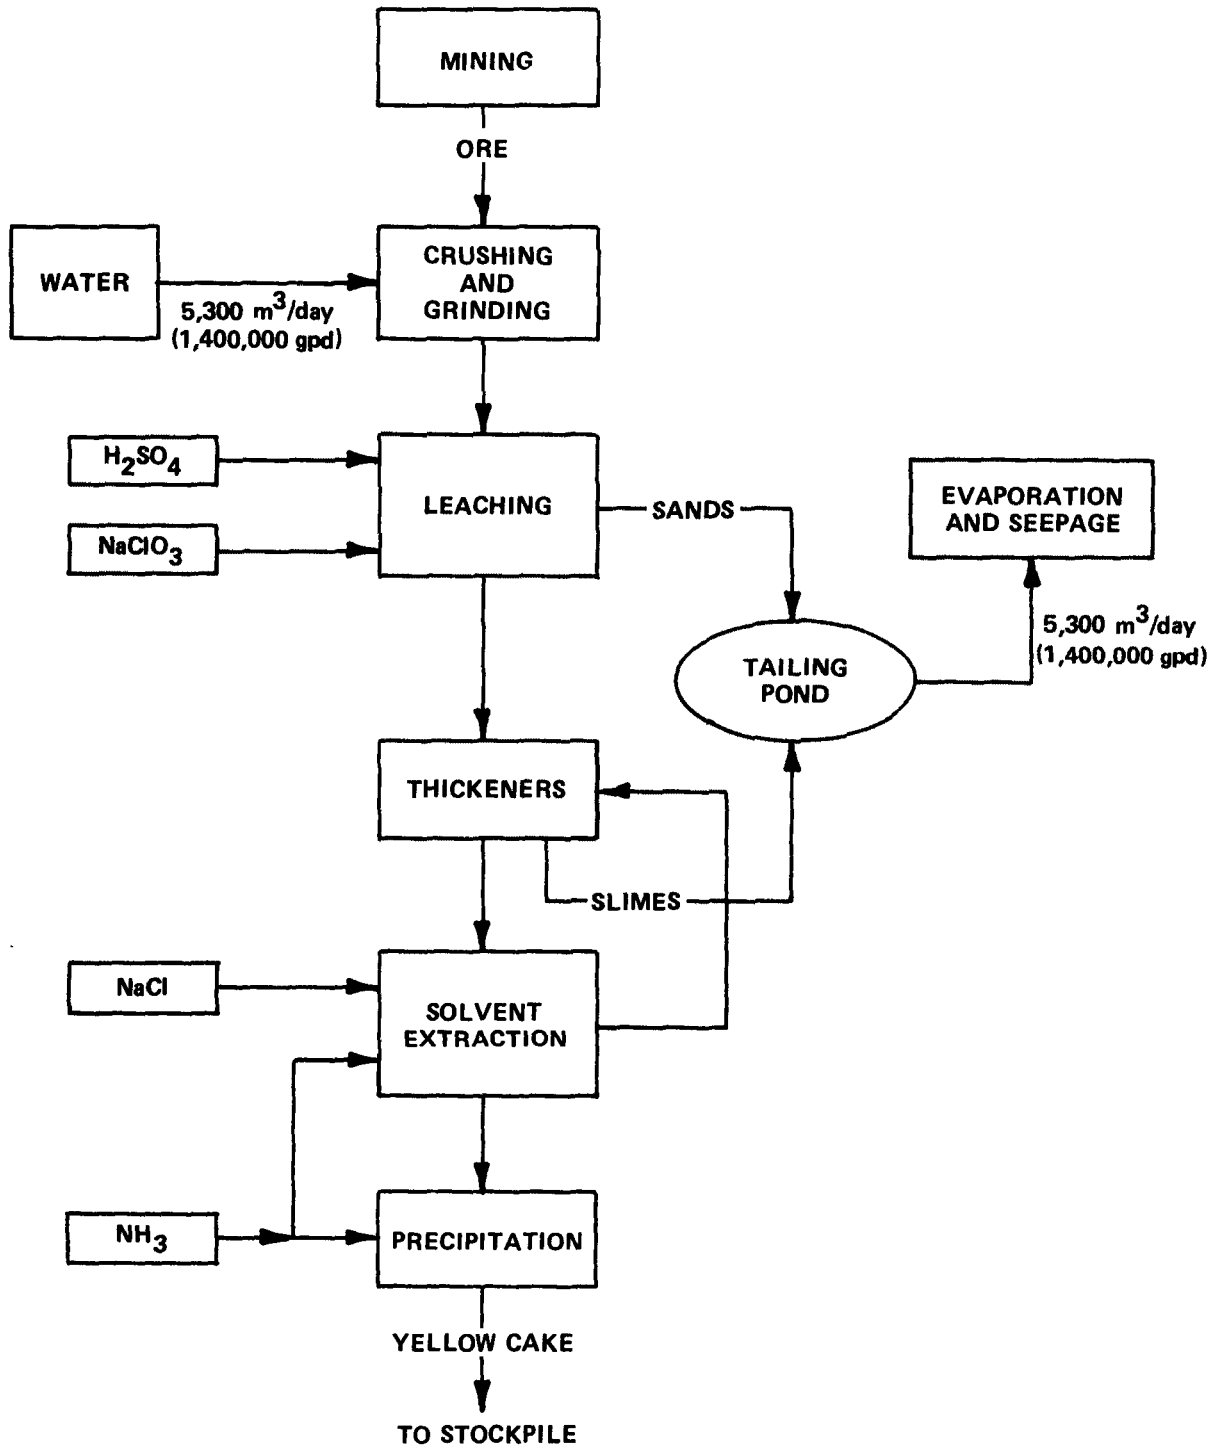 MINING
ORE
WATER
5,300 m³/day
(1,400,000 gpd)
CRUSHING
AND
GRINDING
H₂SO₄
NaClO₃
LEACHING
SANDS
EVAPORATION
AND SEEPAGE
5,300 m³/day
(1,400,000 gpd)
TAILING
POND
THICKENERS
SLIMES
NaCl
SOLVENT
EXTRACTION
NH₃
PRECIPITATION
YELLOW CAKE
TO STOCKPILE